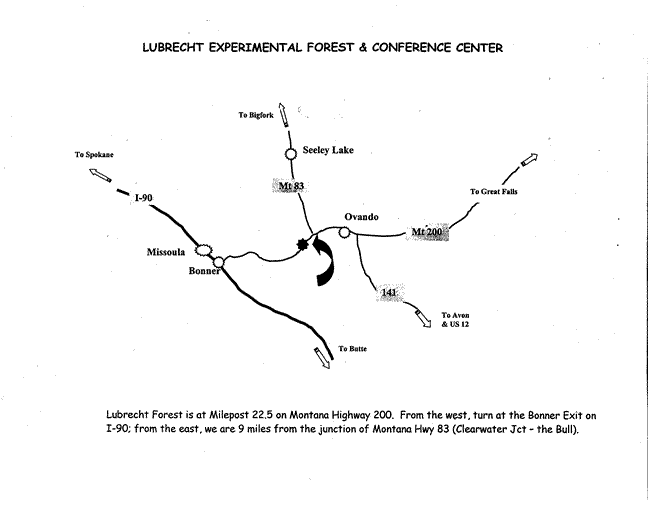 LUBRECHT EXPERIMENTAL FOREST & CONFERENCE CENTER
To Bigfork
Seeley Lake
To Spokane
Mt 83
To Great Falls
I-90
Ovando
Mt 200
Missoula
Bonner
141
To Avon
& US 12
To Butte
Lubrecht Forest is at Milepost 22.5 on Montana Highway 200. From the west, turn at the Bonner Exit on
I-90; from the east, we are 9 miles from the junction of Montana Hwy 83 (Clearwater Jct - the Bull).